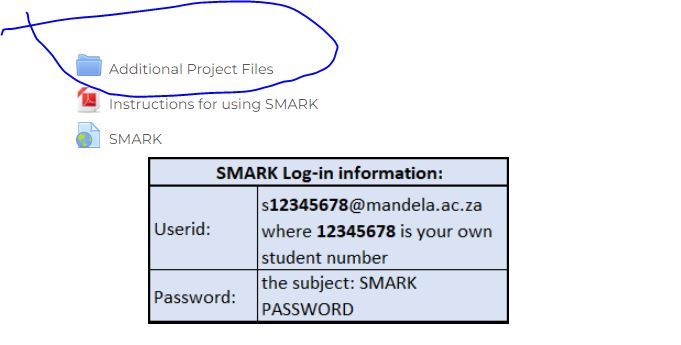 Additional Project Files
Instructions for using SMARK
SMARK
SMARK Log-in information:
Userid:
s12345678@mandela.ac.za
where 12345678 is your own
student number
Password:
the subject: SMARK
PASSWORD